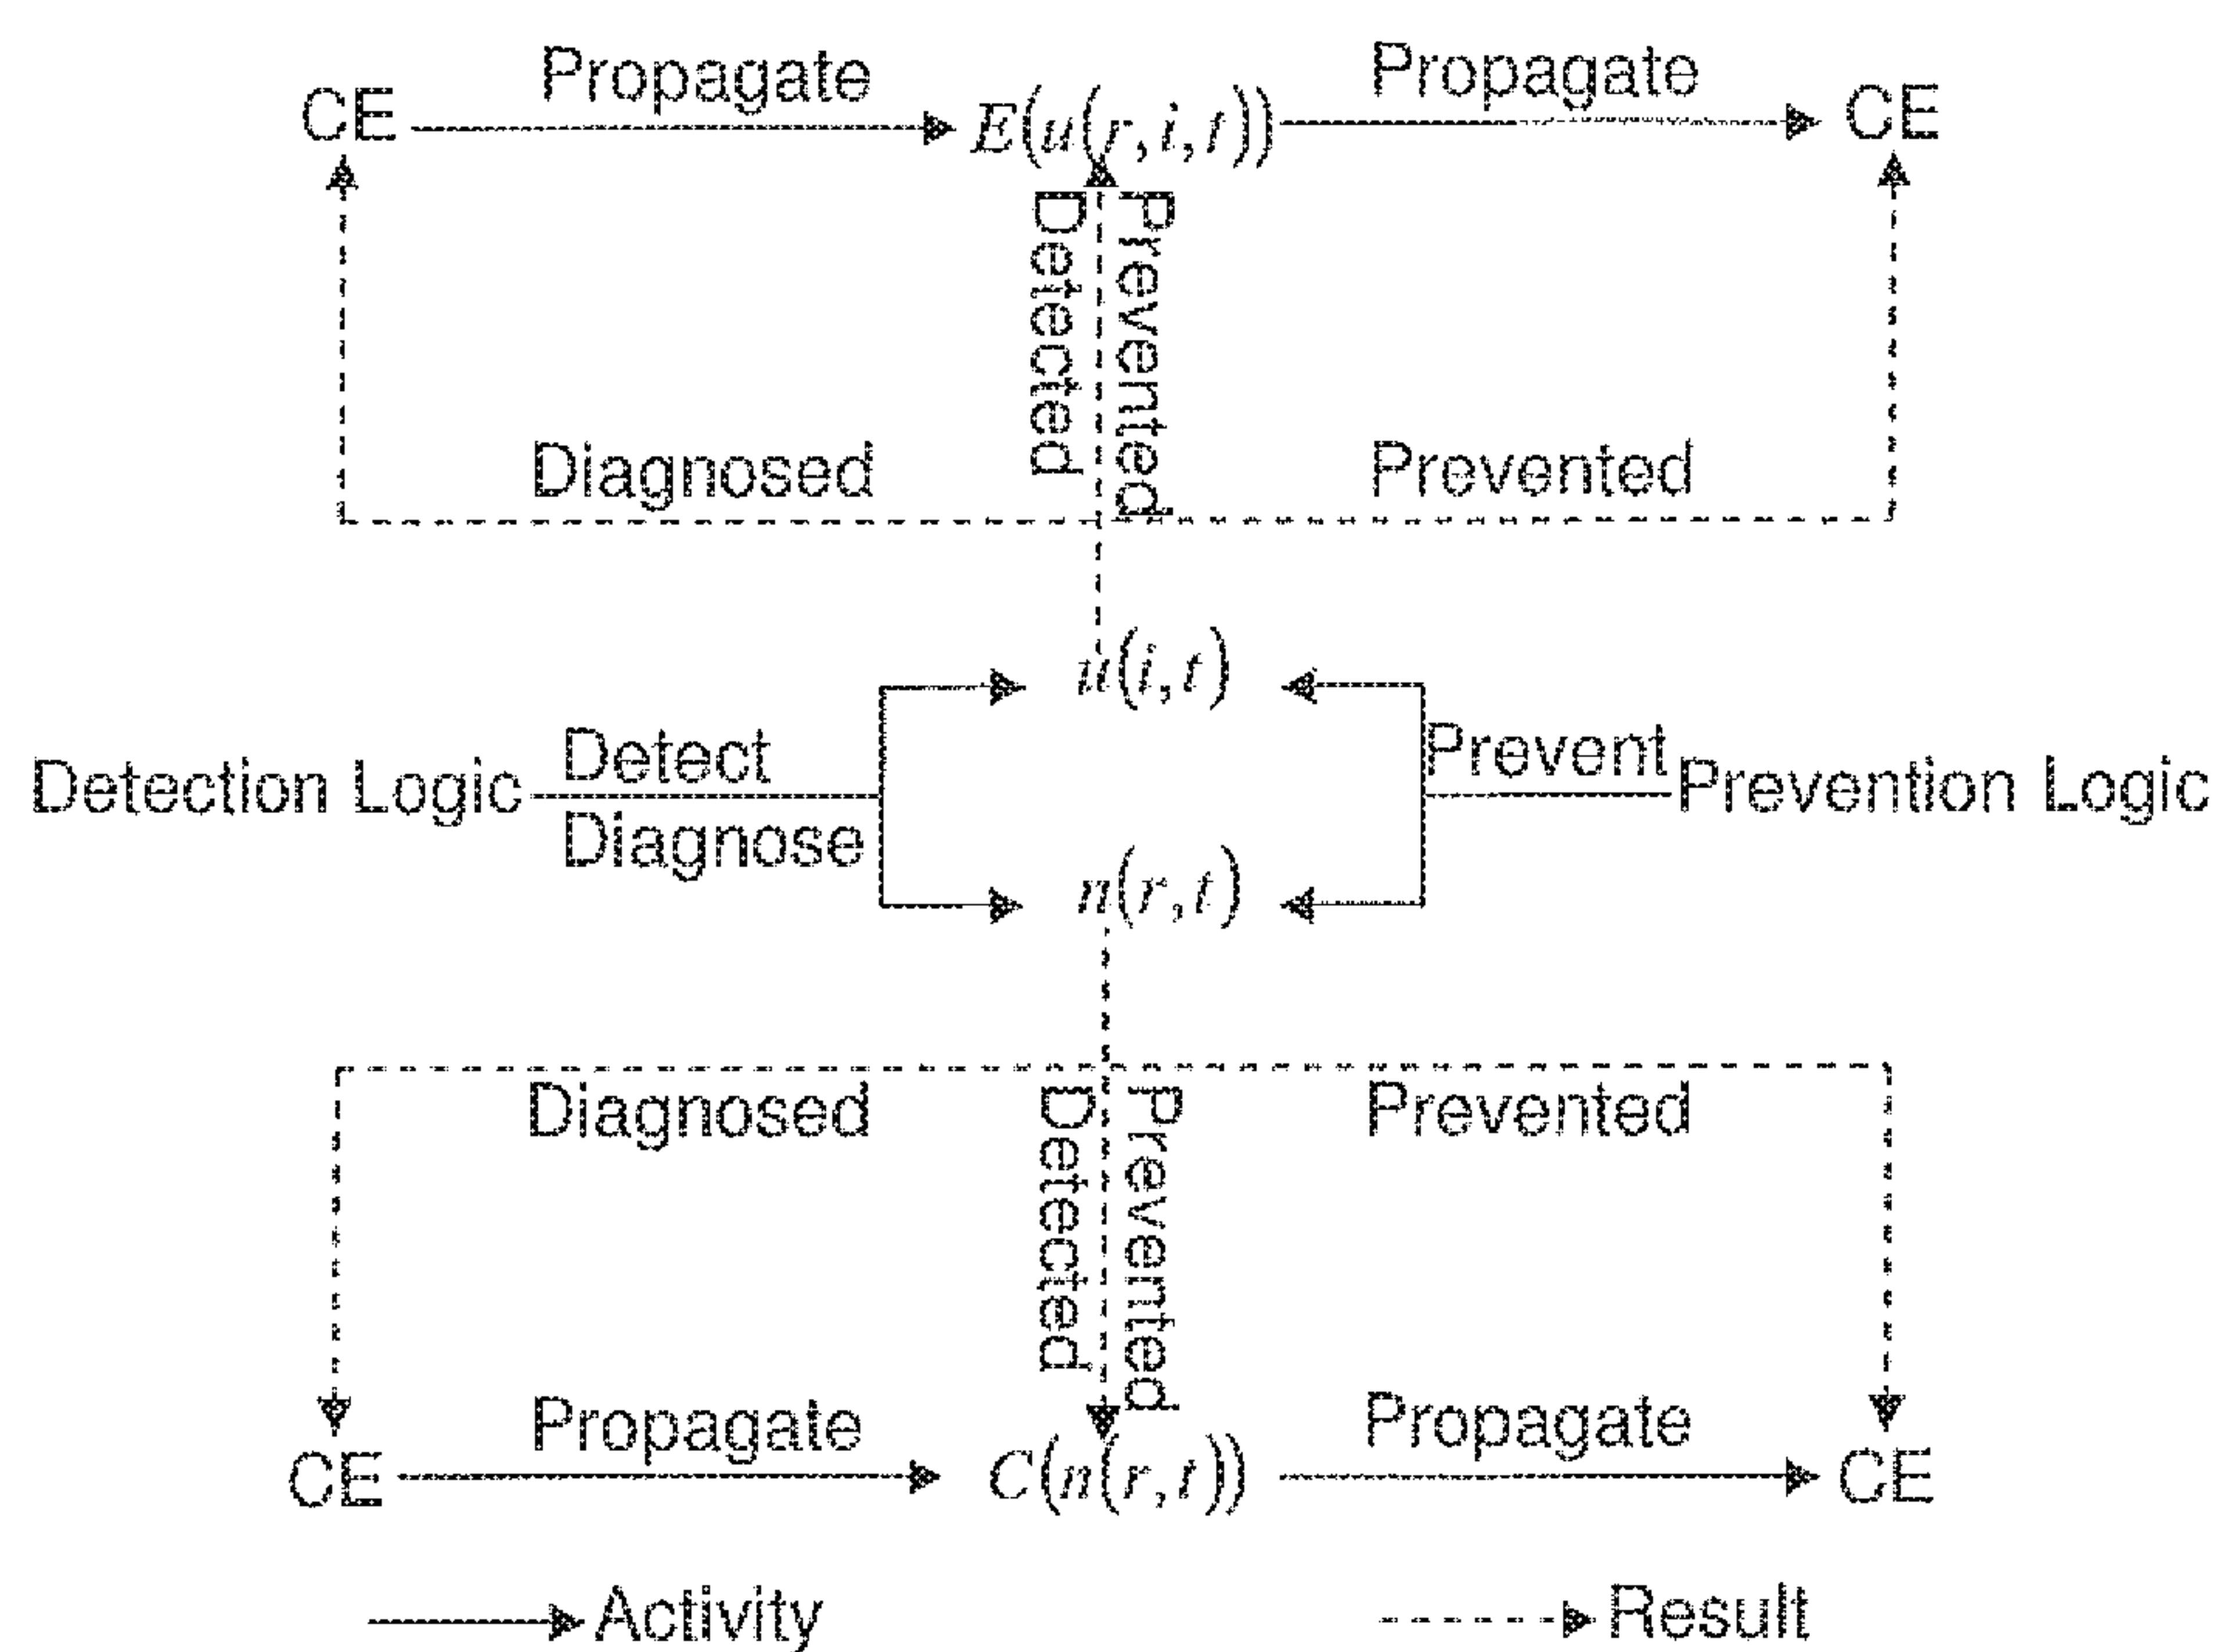 Propagate
Propagate
CE
E(u(r,i,t))
CE
Detected
Prevented
Diagnosed
Prevented
u(i,t)
Detect
Prevent
Detection Logic
Prevention Logic
Diagnose
n(r,t)
Diagnosed
Prevented
Detected
Prevented
Propagate
Propagate
CE
C(n(r,t))
CE
Activity
Result